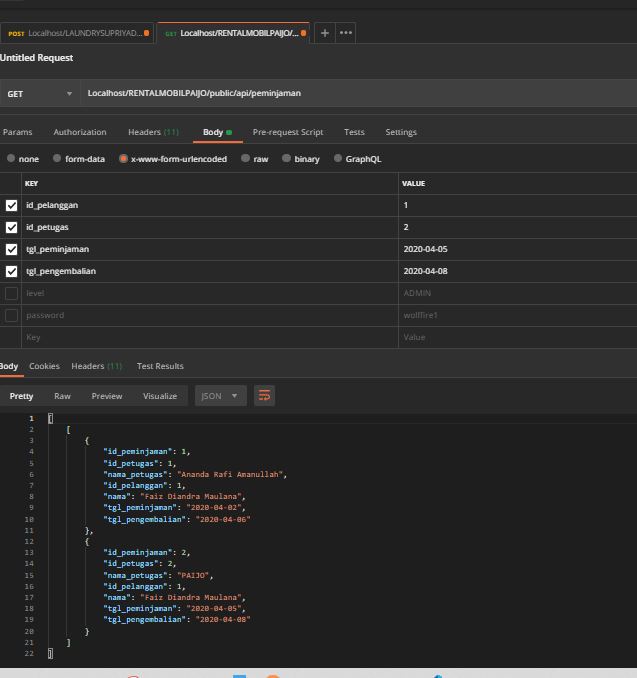 POST Localhost/LAUNDRYSUPRIYAD... GET Localhost/RENTALMOBILPAIJO/... + •••
Untitled Request
GET Localhost/RENTALMOBILPAIJO/public/api/peminjaman
Params Authorization Headers (11) Body Pre-request Script Tests Settings
none form-data x-www-form-urlencoded raw binary GraphQL
KEY VALUE
id_pelanggan 1
id_petugas 2
tgl_peminjaman 2020-04-05
tgl_pengembalian 2020-04-08
level ADMIN
password wolffire1
Key Value
Body Cookies Headers (11) Test Results
Pretty Raw Preview Visualize JSON
1 [
2 [
3 {
4 "id_peminjaman": 1,
5 "id_petugas": 1,
6 "nama_petugas": "Ananda Rafi Amanullah",
7 "id_pelanggan": 1,
8 "nama": "Faiz Diandra Maulana",
9 "tgl_peminjaman": "2020-04-02",
10 "tgl_pengembalian": "2020-04-06"
11 },
12 {
13 "id_peminjaman": 2,
14 "id_petugas": 2,
15 "nama_petugas": "PAIJO",
16 "id_pelanggan": 1,
17 "nama": "Faiz Diandra Maulana",
18 "tgl_peminjaman": "2020-04-05",
19 "tgl_pengembalian": "2020-04-08"
20 }
21 ]
22 ]